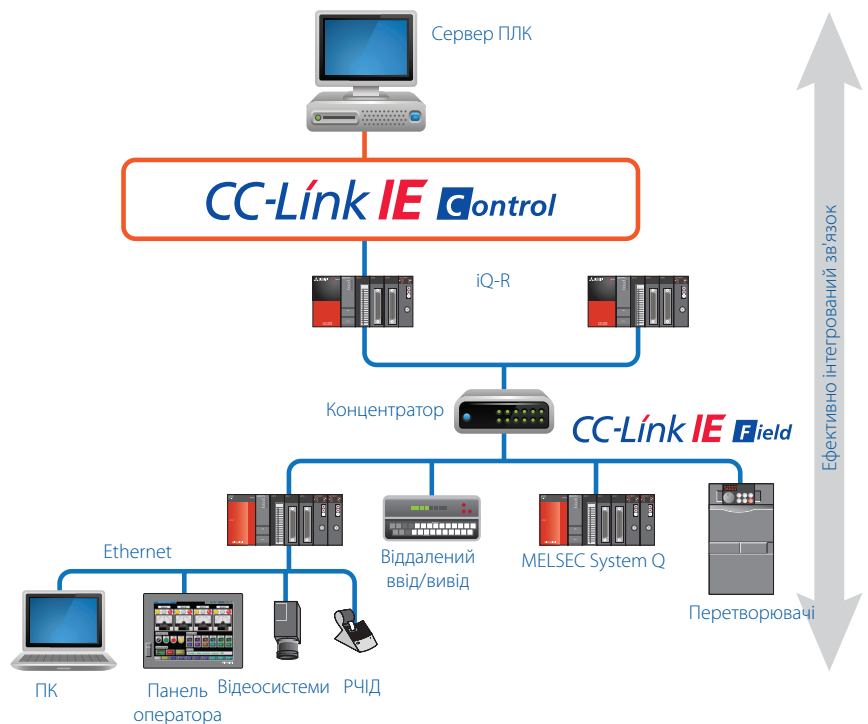 Сервер ПЛК
CC-Link IE Control
iQ-R
Концентратор
CC-Link IE Field
Ефективно інтегрований зв'язок
Ethernet
Віддалений
ввід/вивід
MELSEC System Q
Перетворювачі
ПК
Панель
оператора
Відеосистеми
РЧІД